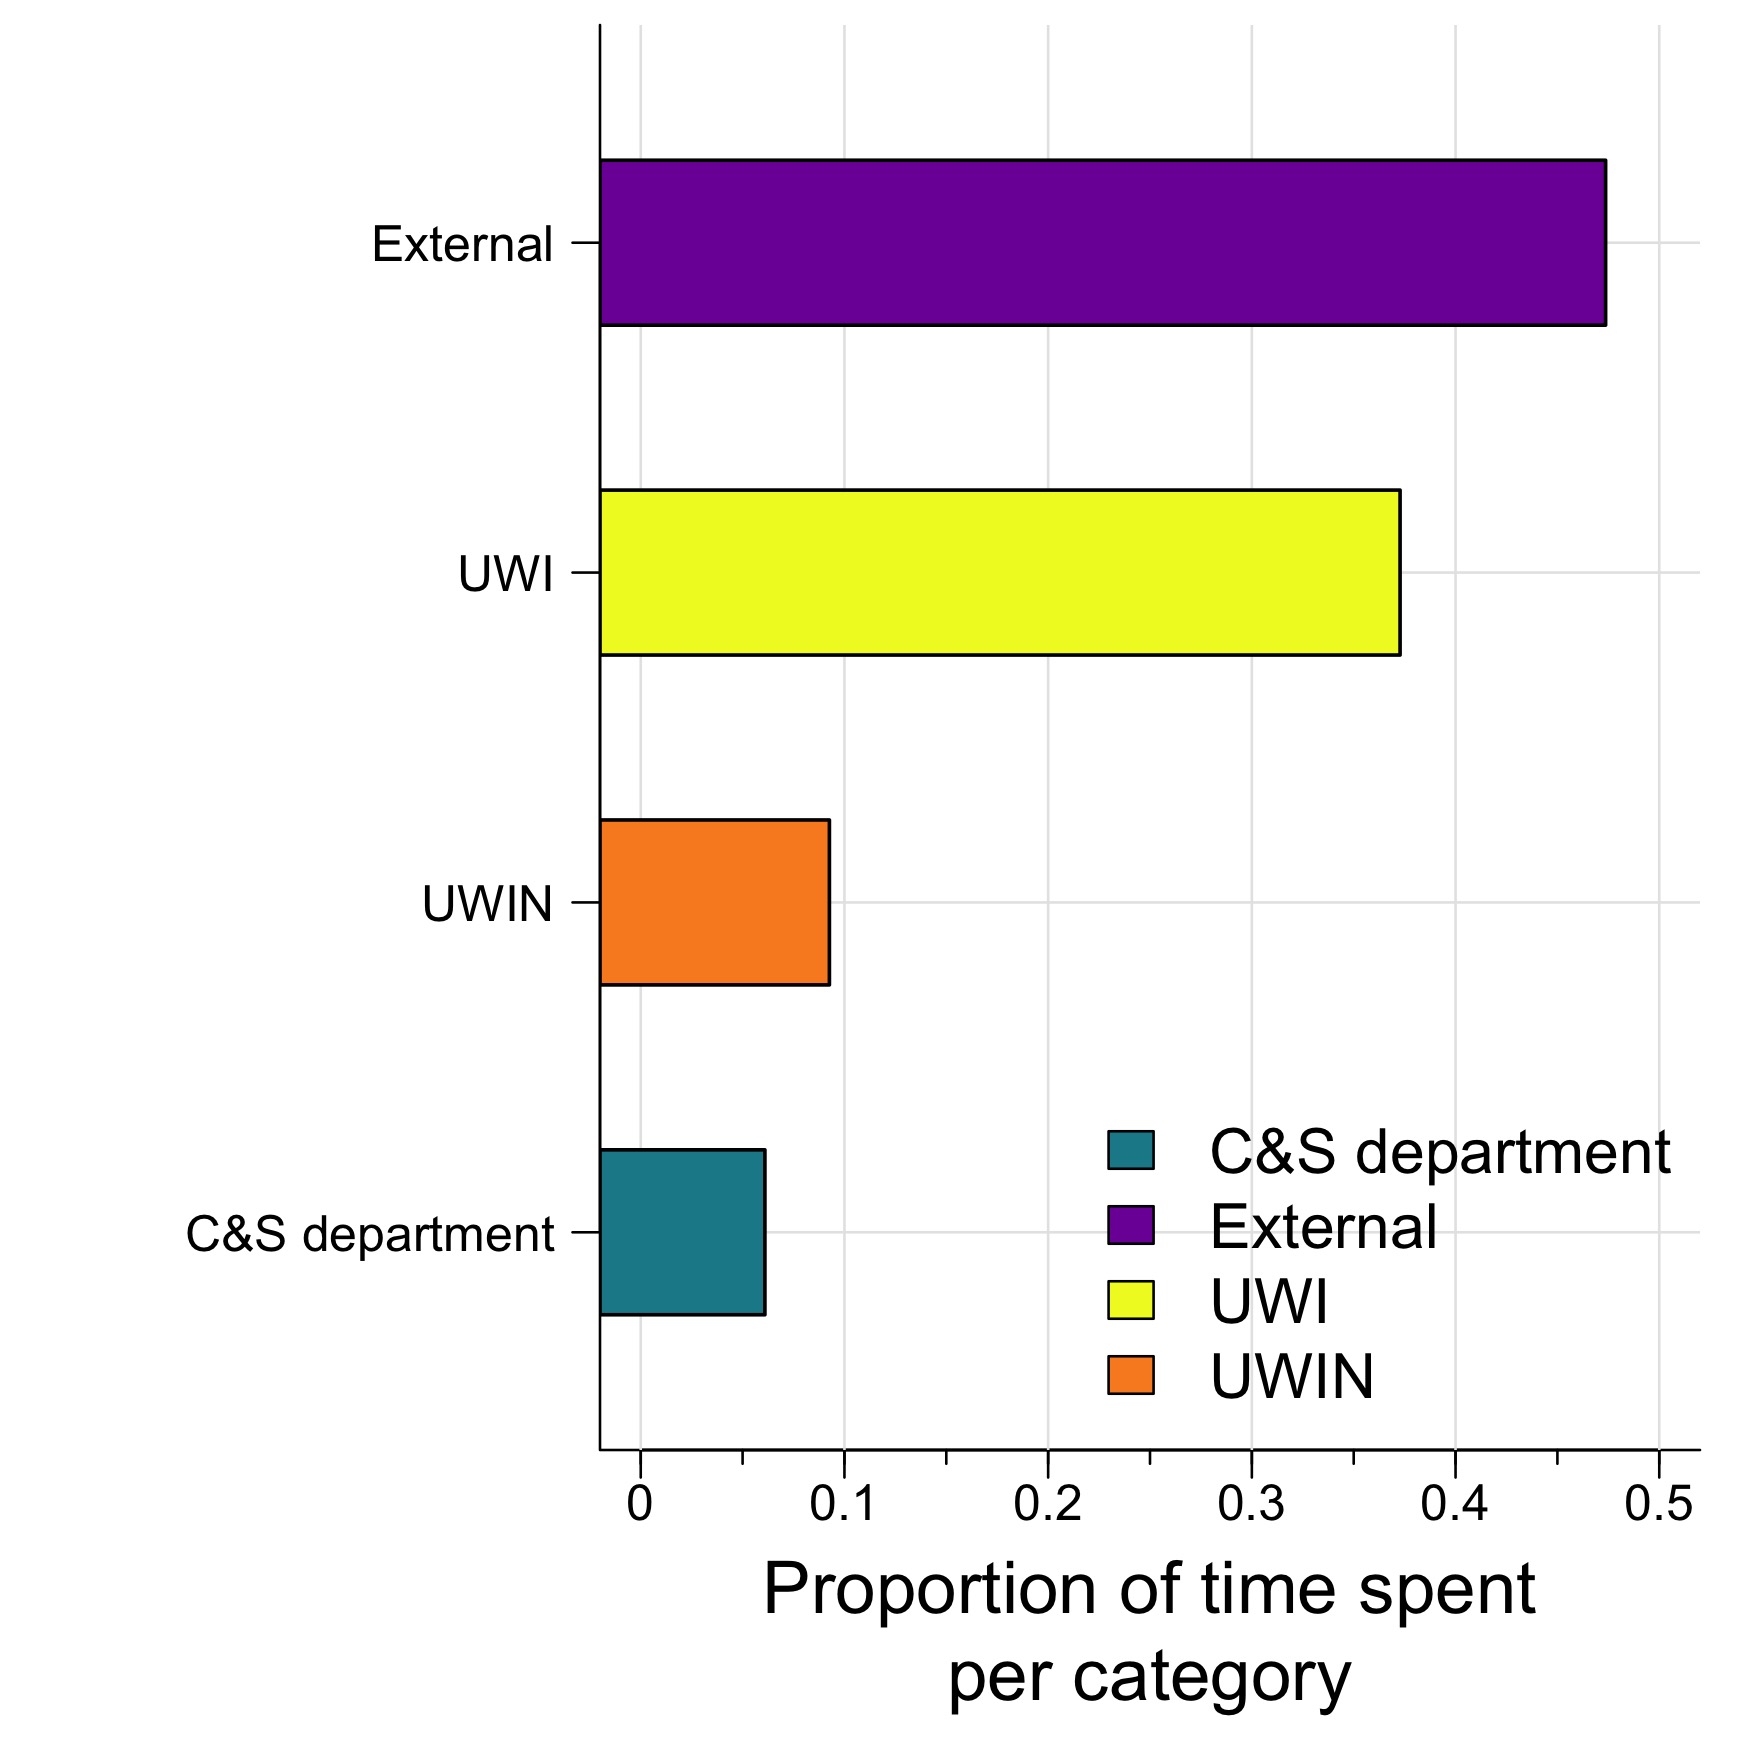 External
UWI
UWIN
C&S department
C&S department
External
UWI
UWIN
0 0.1 0.2 0.3 0.4 0.5
Proportion of time spent
per category